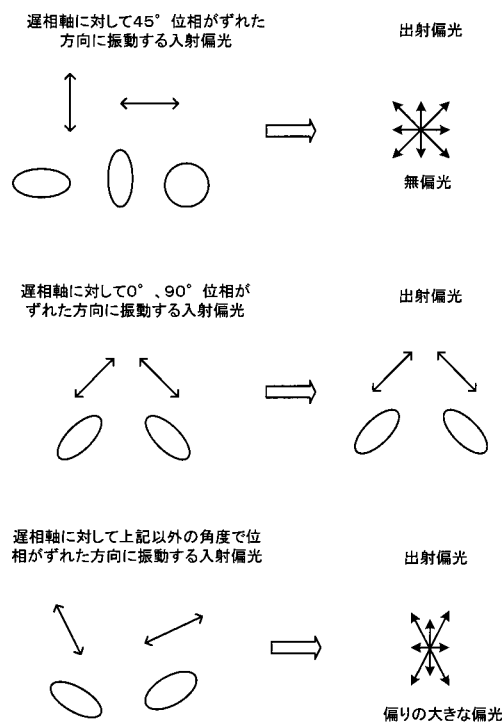 遅相軸に対して45°位相がずれた
方向に振動する入射偏光
出射偏光
無偏光
遅相軸に対して0°、90°位相が
ずれた方向に振動する入射偏光
出射偏光
遅相軸に対して上記以外の角度で位
相がずれた方向に振動する入射偏光
出射偏光
偏りの大きな偏光